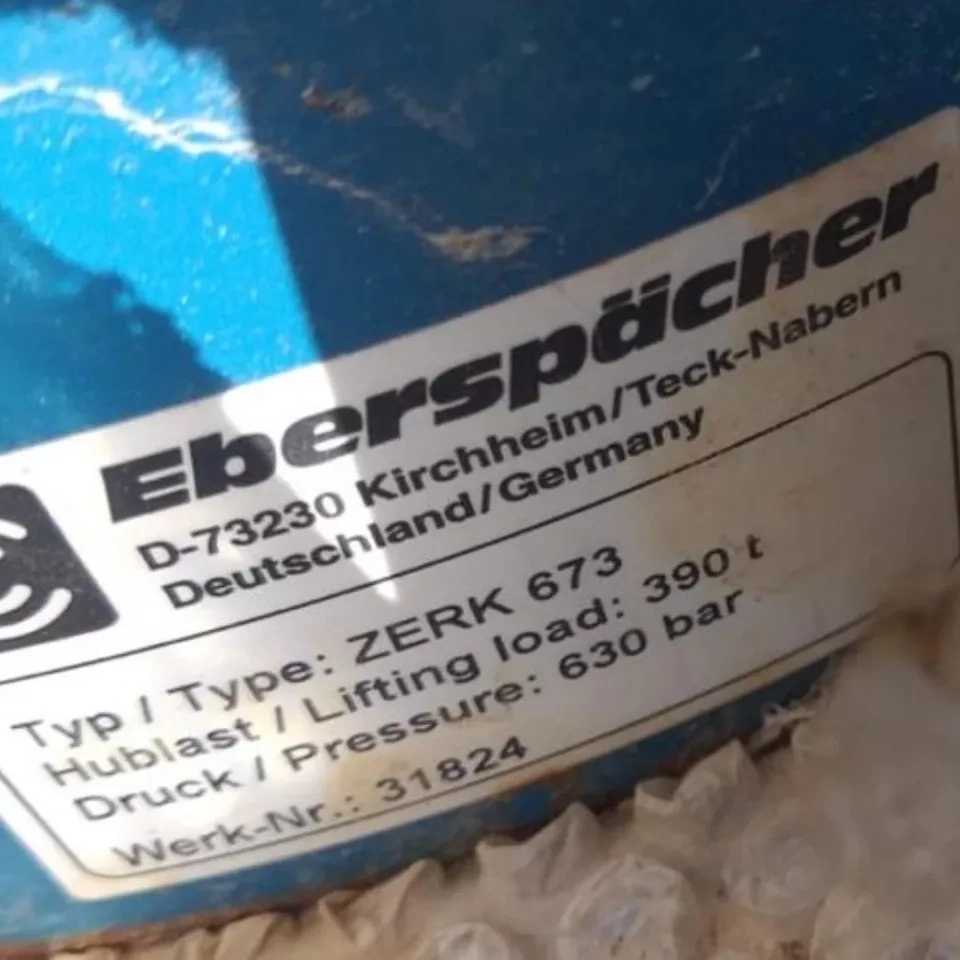 Eberspächer
D-73230 Kirchheim/Teck-Nabern
Deutschland/Germany
Typ / Type: ZERK 673
Hublast / Lifting load: 390 t
Druck / Pressure: 630 bar
Werk-Nr.: 31824